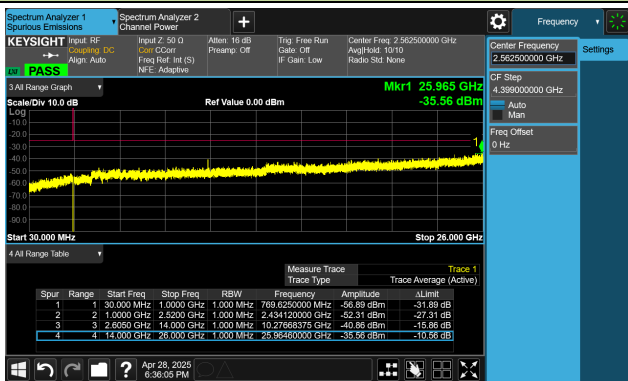 Spectrum Analyzer 1
Spurious Emissions
Spectrum Analyzer 2
Channel Power
Frequency
KEYSIGHT
Input: RF
Coupling: DC
Align: Auto
Input Z: 50 Ω
Corr CCorr
Freq Ref: Int (S)
NFE: Adaptive
Atten: 16 dB
Preamp: Off
Trig: Free Run
Gate: Off
IF Gain: Low
Center Freq: 2.562500000 GHz
Avg|Hold: 10/10
Radio Std: None
LXI PASS
Center Frequency
2.562500000 GHz
Settings
CF Step
4.399000000 GHz
Auto
Man
Freq Offset
0 Hz
3 All Range Graph
Mkr1 25.965 GHz
-35.56 dBm
Scale/Div 10.0 dB
Ref Value 0.00 dBm
Log
-10.0
-20.0
-30.0
-40.0
-50.0
-60.0
-70.0
-80.0
-90.0
1
Start 30.000 MHz
Stop 26.000 GHz
4 All Range Table
Measure Trace Trace 1
Trace Type Trace Average (Active)
Spur Range Start Freq Stop Freq RBW Frequency Amplitude ΔLimit
1 1 30.000 MHz 1.0000 GHz 1.000 MHz 769.6250000 MHz -56.89 dBm -31.89 dB
2 2 1.0000 GHz 2.5200 GHz 1.000 MHz 2.434120000 GHz -52.31 dBm -27.31 dB
3 3 2.6050 GHz 14.000 GHz 1.000 MHz 10.27668375 GHz -40.86 dBm -15.86 dB
4 4 14.000 GHz 26.000 GHz 1.000 MHz 25.96460000 GHz -35.56 dBm -10.56 dB
Apr 28, 2025
6:36:05 PM